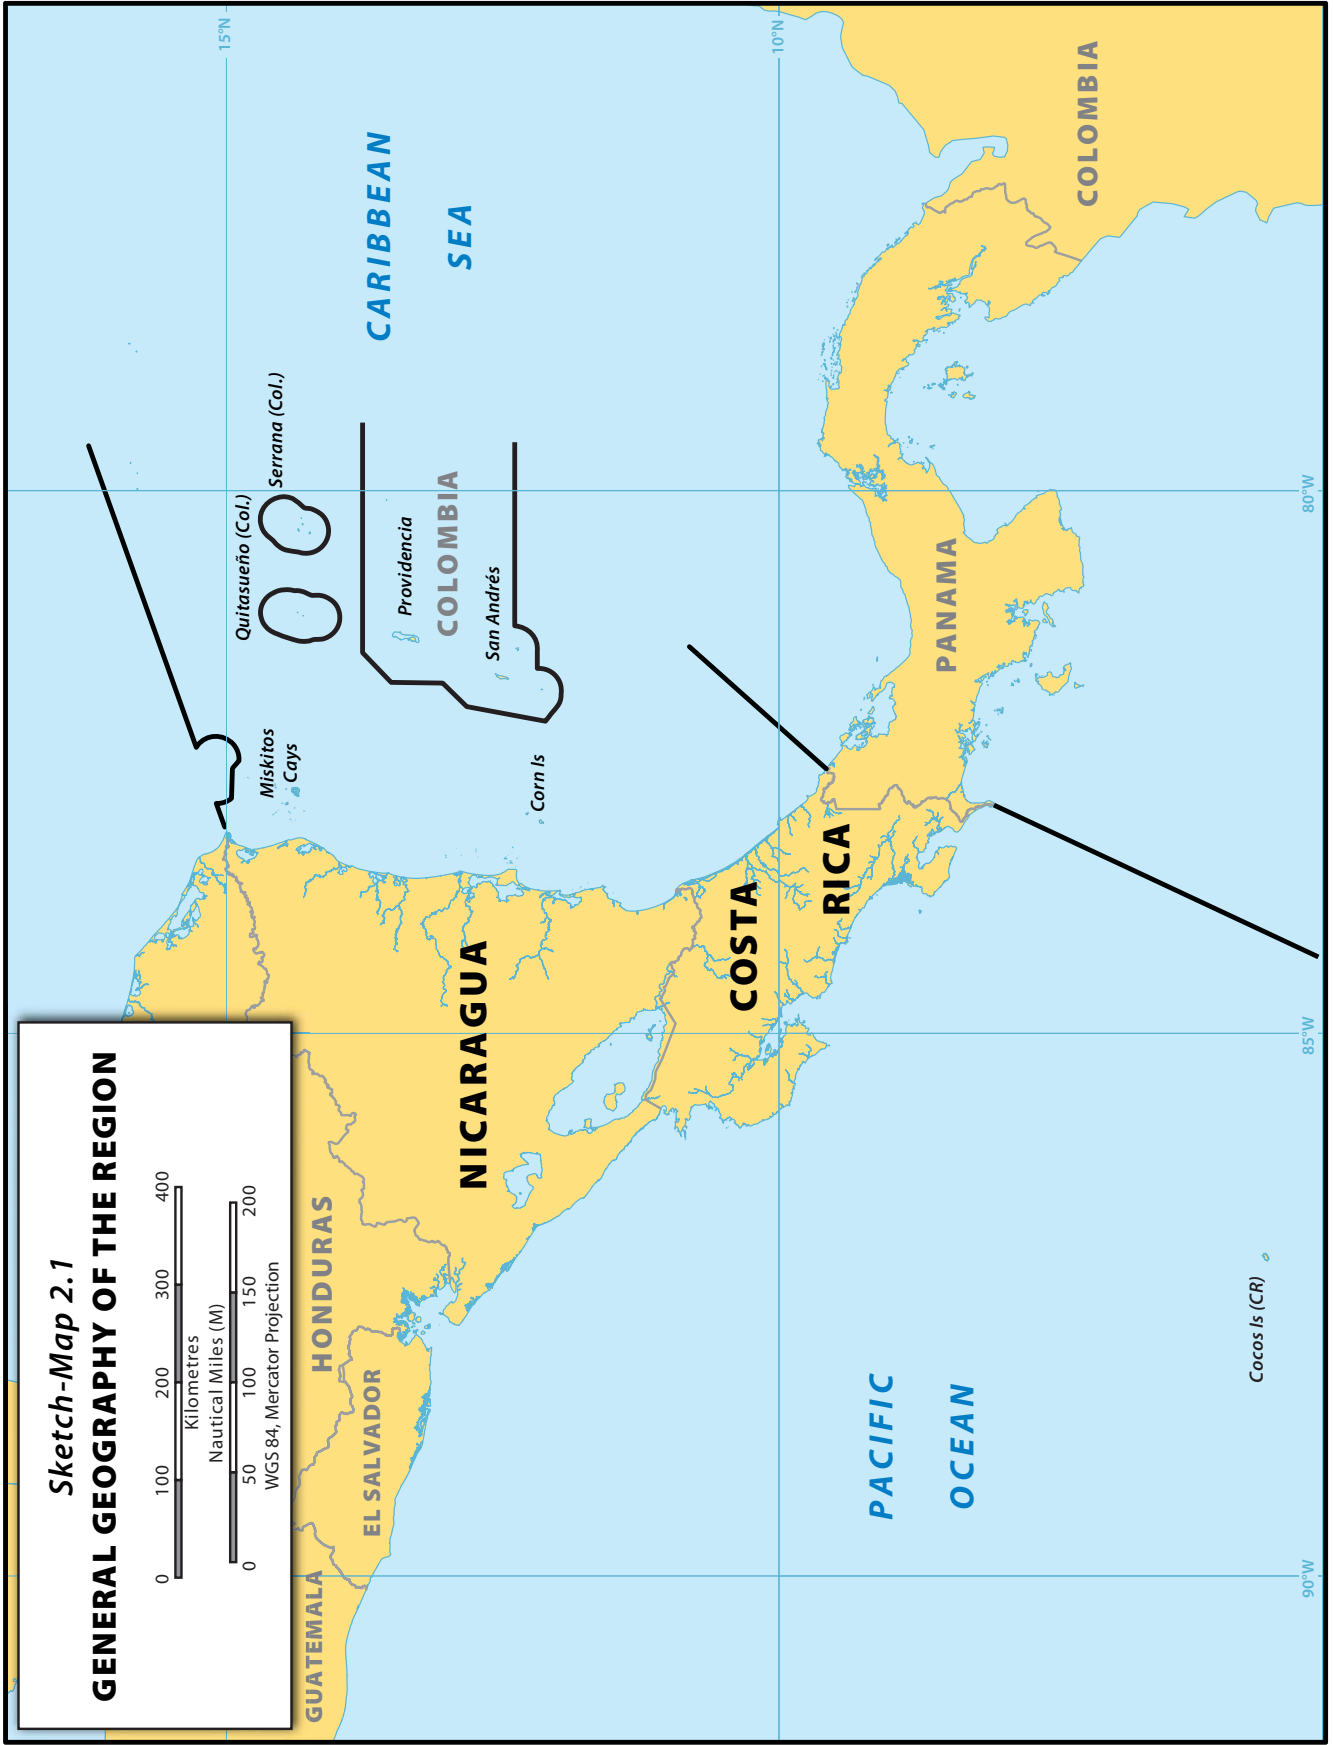 Sketch-Map 2.1
GENERAL GEOGRAPHY OF THE REGION
0 100 200 300 400
Kilometres
Nautical Miles (M)
0 50 100 150 200
WGS 84, Mercator Projection
15°N
10°N
80°W
85°W
90°W
CARIBBEAN
SEA
Quitasueño (Col.)
Serrana (Col.)
Providencia
COLOMBIA
San Andrés
Miskitos
Cays
Corn Is
GUATEMALA
HONDURAS
EL SALVADOR
NICARAGUA
COSTA
RICA
PANAMA
COLOMBIA
PACIFIC
OCEAN
Cocos Is (CR)